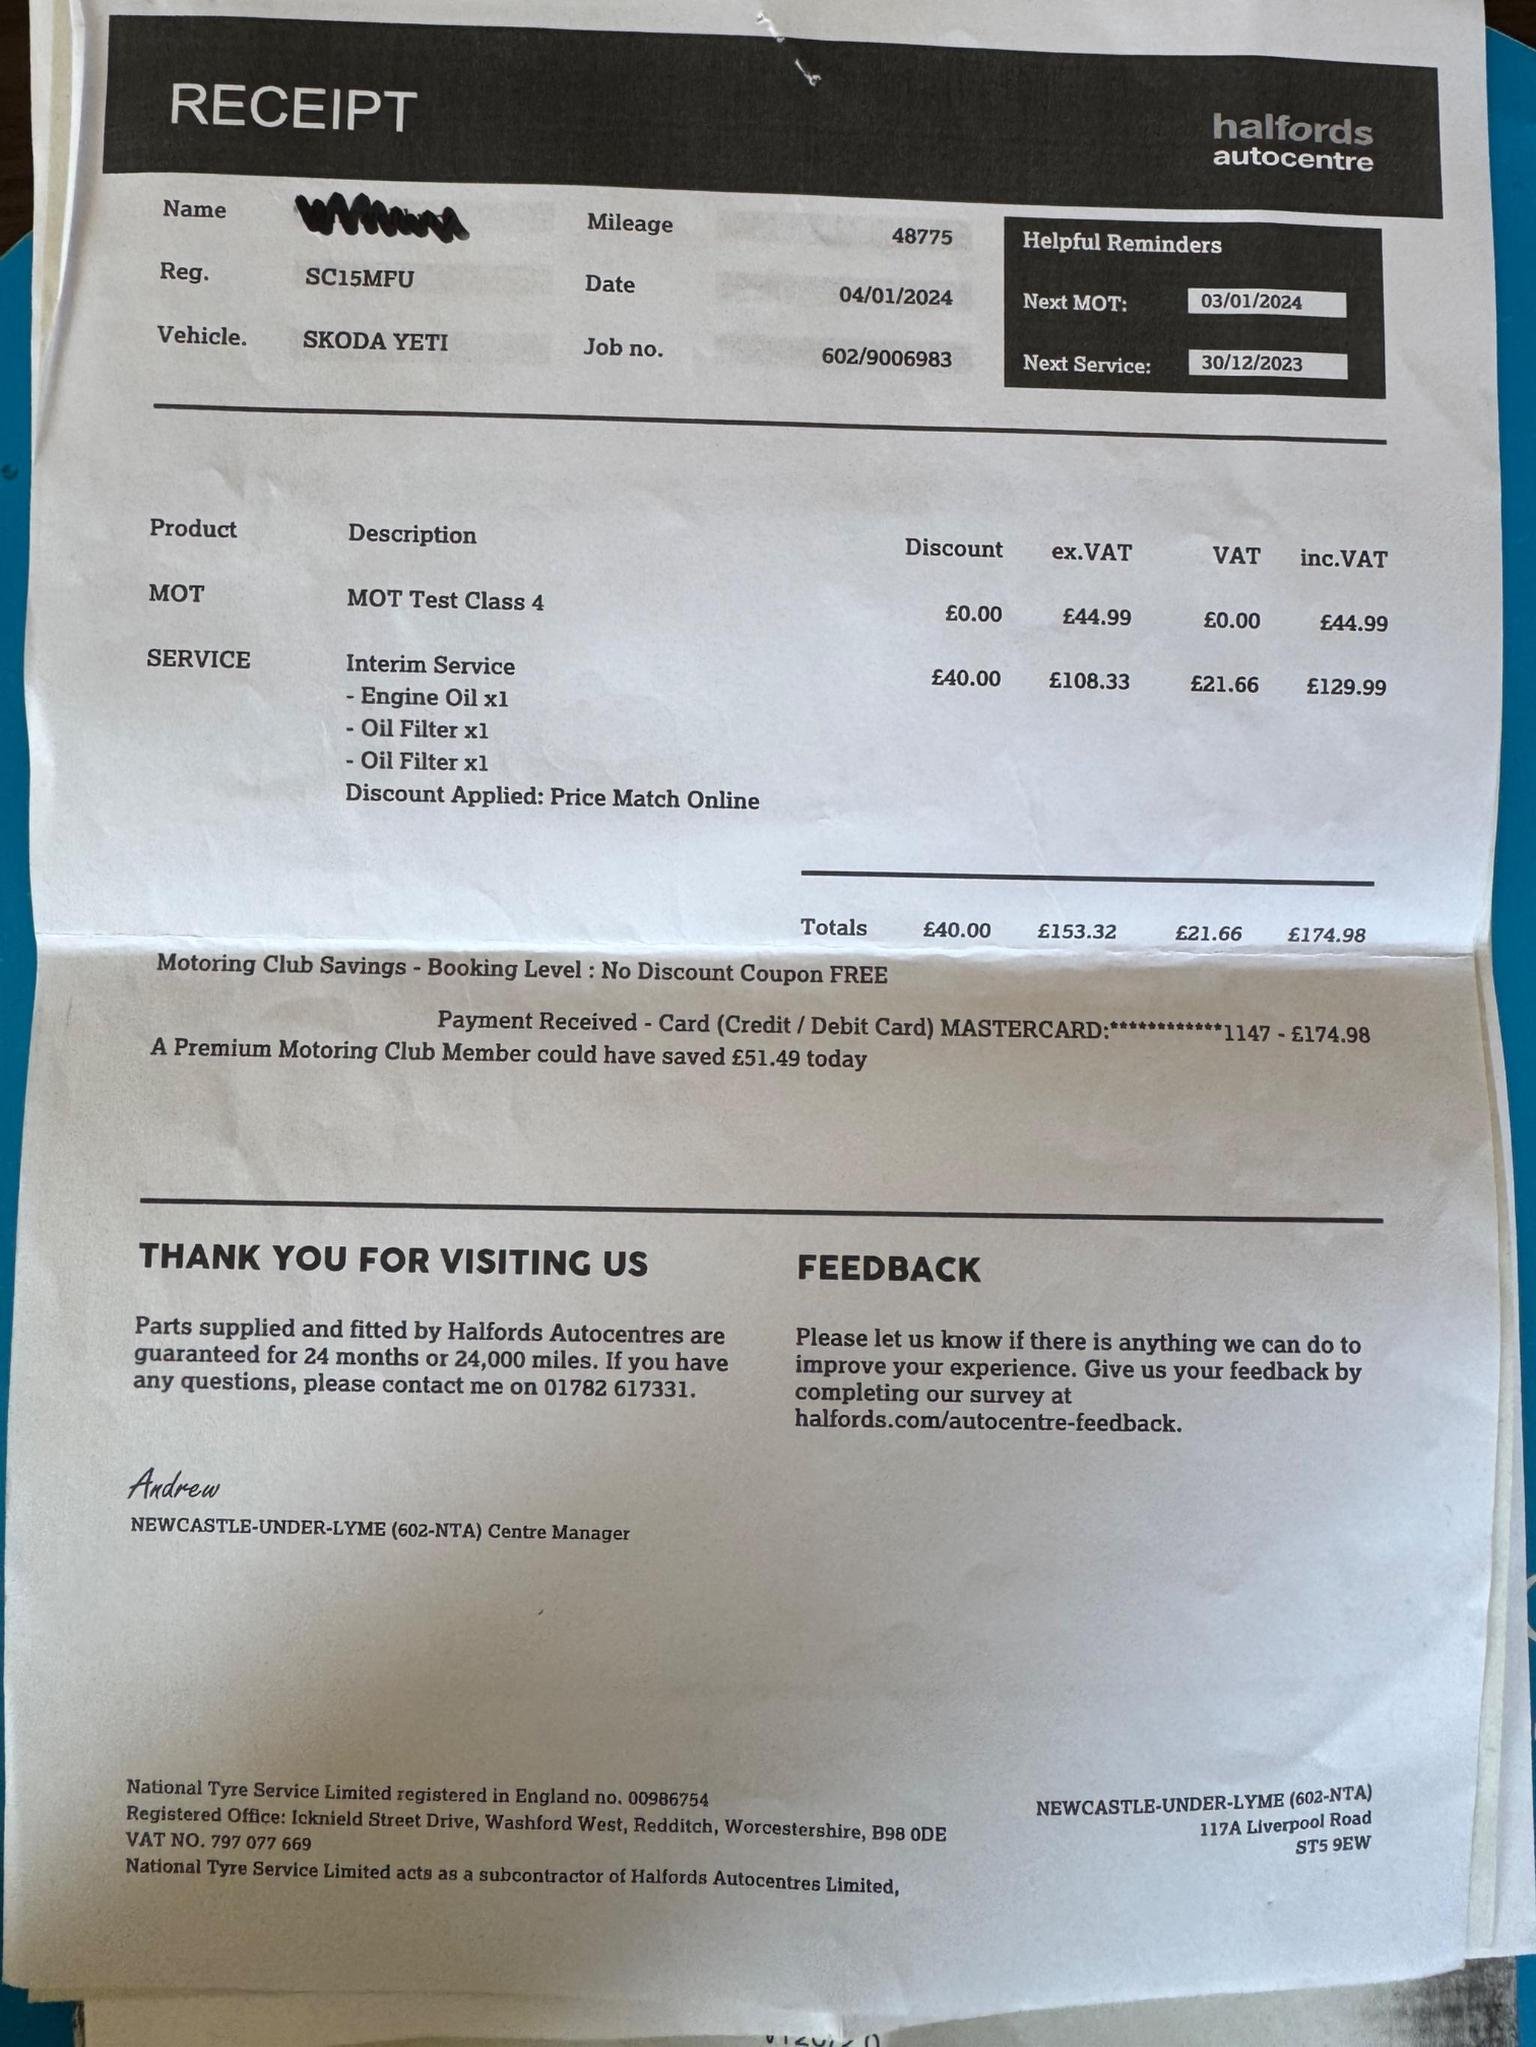 RECEIPT
halfords
autocentre
Name
Mileage 48775
Helpful Reminders
Reg. SC15MFU
Date 04/01/2024
Next MOT: 03/01/2024
Vehicle. SKODA YETI
Job no. 602/9006983
Next Service: 30/12/2023
Product Description Discount ex.VAT VAT inc.VAT
MOT MOT Test Class 4 £0.00 £44.99 £0.00 £44.99
SERVICE Interim Service £40.00 £108.33 £21.66 £129.99
- Engine Oil x1
- Oil Filter x1
- Oil Filter x1
Discount Applied: Price Match Online
Totals £40.00 £153.32 £21.66 £174.98
Motoring Club Savings - Booking Level : No Discount Coupon FREE
Payment Received - Card (Credit / Debit Card) MASTERCARD:************1147 - £174.98
A Premium Motoring Club Member could have saved £51.49 today
THANK YOU FOR VISITING US
Parts supplied and fitted by Halfords Autocentres are
guaranteed for 24 months or 24,000 miles. If you have
any questions, please contact me on 01782 617331.
Andrew
NEWCASTLE-UNDER-LYME (602-NTA) Centre Manager
FEEDBACK
Please let us know if there is anything we can do to
improve your experience. Give us your feedback by
completing our survey at
halfords.com/autocentre-feedback.
National Tyre Service Limited registered in England no. 00986754
Registered Office: Icknield Street Drive, Washford West, Redditch, Worcestershire, B98 0DE
VAT NO. 797 077 669
National Tyre Service Limited acts as a subcontractor of Halfords Autocentres Limited,
NEWCASTLE-UNDER-LYME (602-NTA)
117A Liverpool Road
ST5 9EW